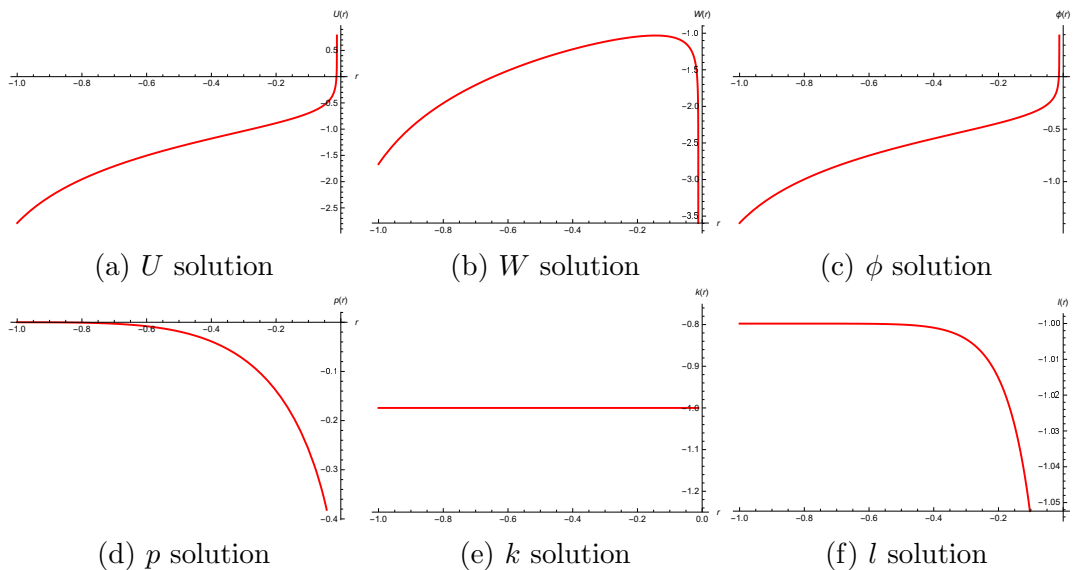 U(r)
0.5
-1.0 -0.8 -0.6 -0.4 -0.2 r
-0.5
-1.0
-1.5
-2.0
-2.5
(a) U solution
W(r)
-1.0
-1.5
-2.0
-2.5
-3.0
-3.5
-1.0 -0.8 -0.6 -0.4 -0.2 r
(b) W solution
ϕ(r)
-1.0 -0.8 -0.6 -0.4 -0.2
-0.5
-1.0
(c) ϕ solution
p(r)
-1.0 -0.8 -0.6 -0.4 -0.2 r
-0.1
-0.2
-0.3
-0.4
(d) p solution
k(r)
-0.8
-0.9
-1.0
-1.1
-1.2
-1.0 -0.8 -0.6 -0.4 -0.2 0.0 r
(e) k solution
l(r)
-1.00
-1.01
-1.02
-1.03
-1.04
-1.05
-1.0 -0.8 -0.6 -0.4 -0.2
(f) l solution